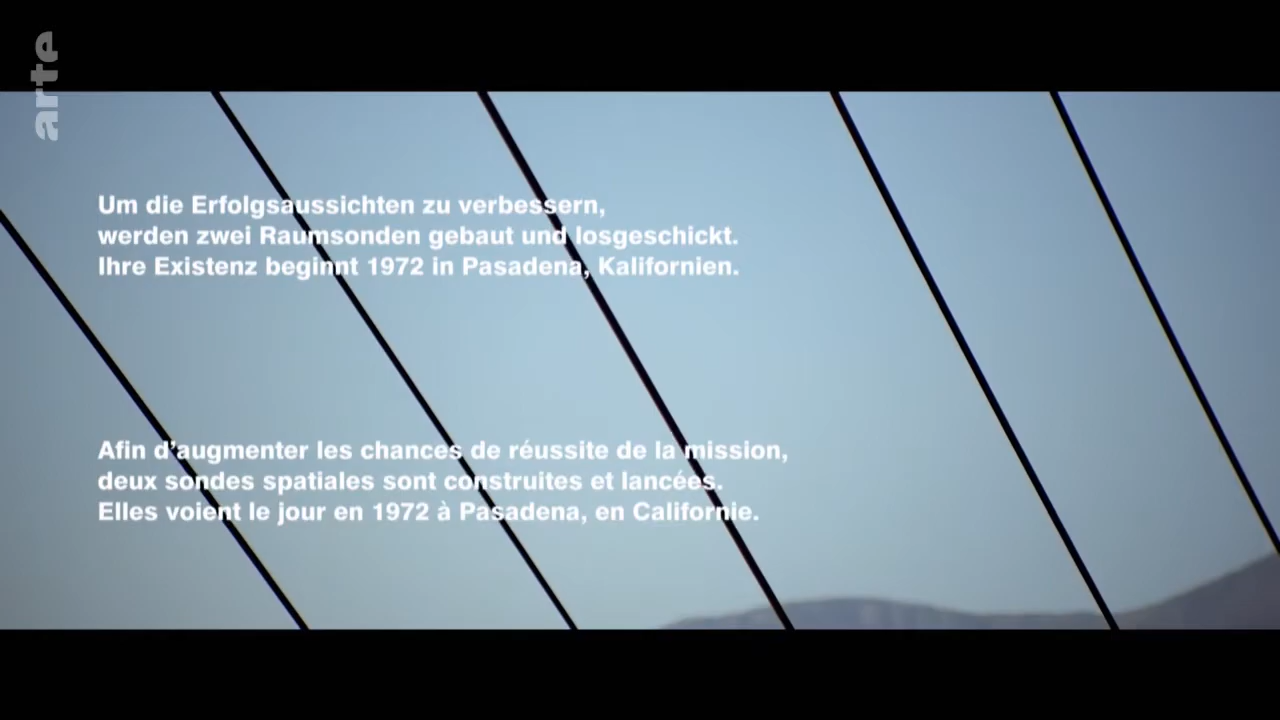 arte
Um die Erfolgsaussichten zu verbessern,
werden zwei Raumsonden gebaut und losgeschickt.
Ihre Existenz beginnt 1972 in Pasadena, Kalifornien.
Afin d’augmenter les chances de réussite de la mission,
deux sondes spatiales sont construites et lancées.
Elles voient le jour en 1972 à Pasadena, en Californie.